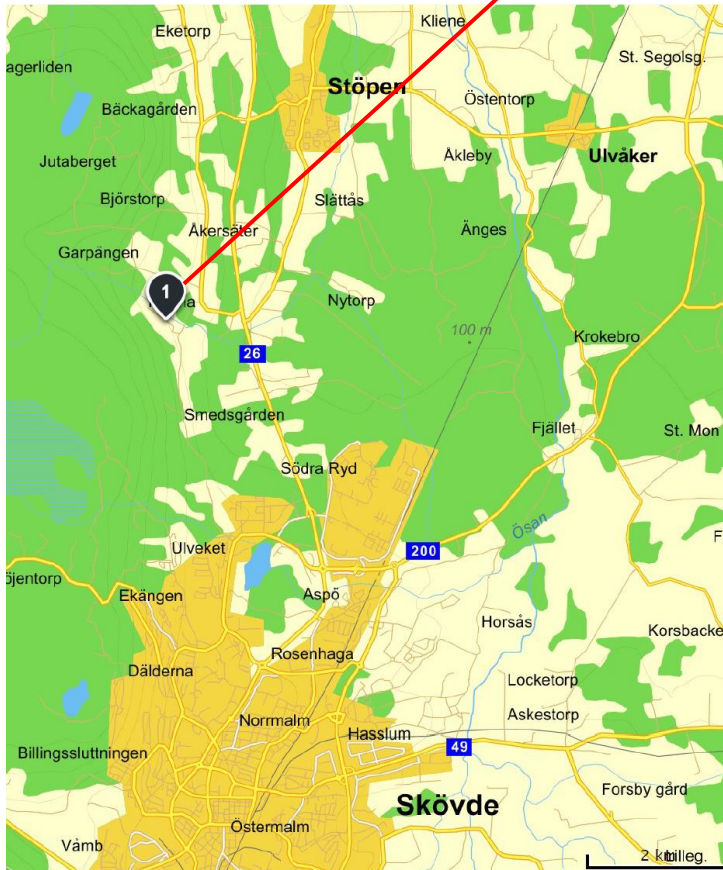 Kliene
Eketorp
St. Segolsg.
agerliden
Stöpen
Östentorp
Bäckagården
Ulvåker
Åkleby
Jutaberget
Björstorp
Slättås
Åkersäter
Änges
Garpängen
1
Nytorp
100 m
Krokebro
26
Smedsgården
Fjället
St. Mon
Södra Ryd
Ösan
F
Ulveket
200
öjentorp
Ekängen
Aspö
Horsås
Korsbacke
Rosenhaga
Dälderna
Locketorp
Askestorp
Norrmalm
Hasslum
49
Billingssluttningen
Forsby gård
Skövde
Östermalm
Våmb
2 km